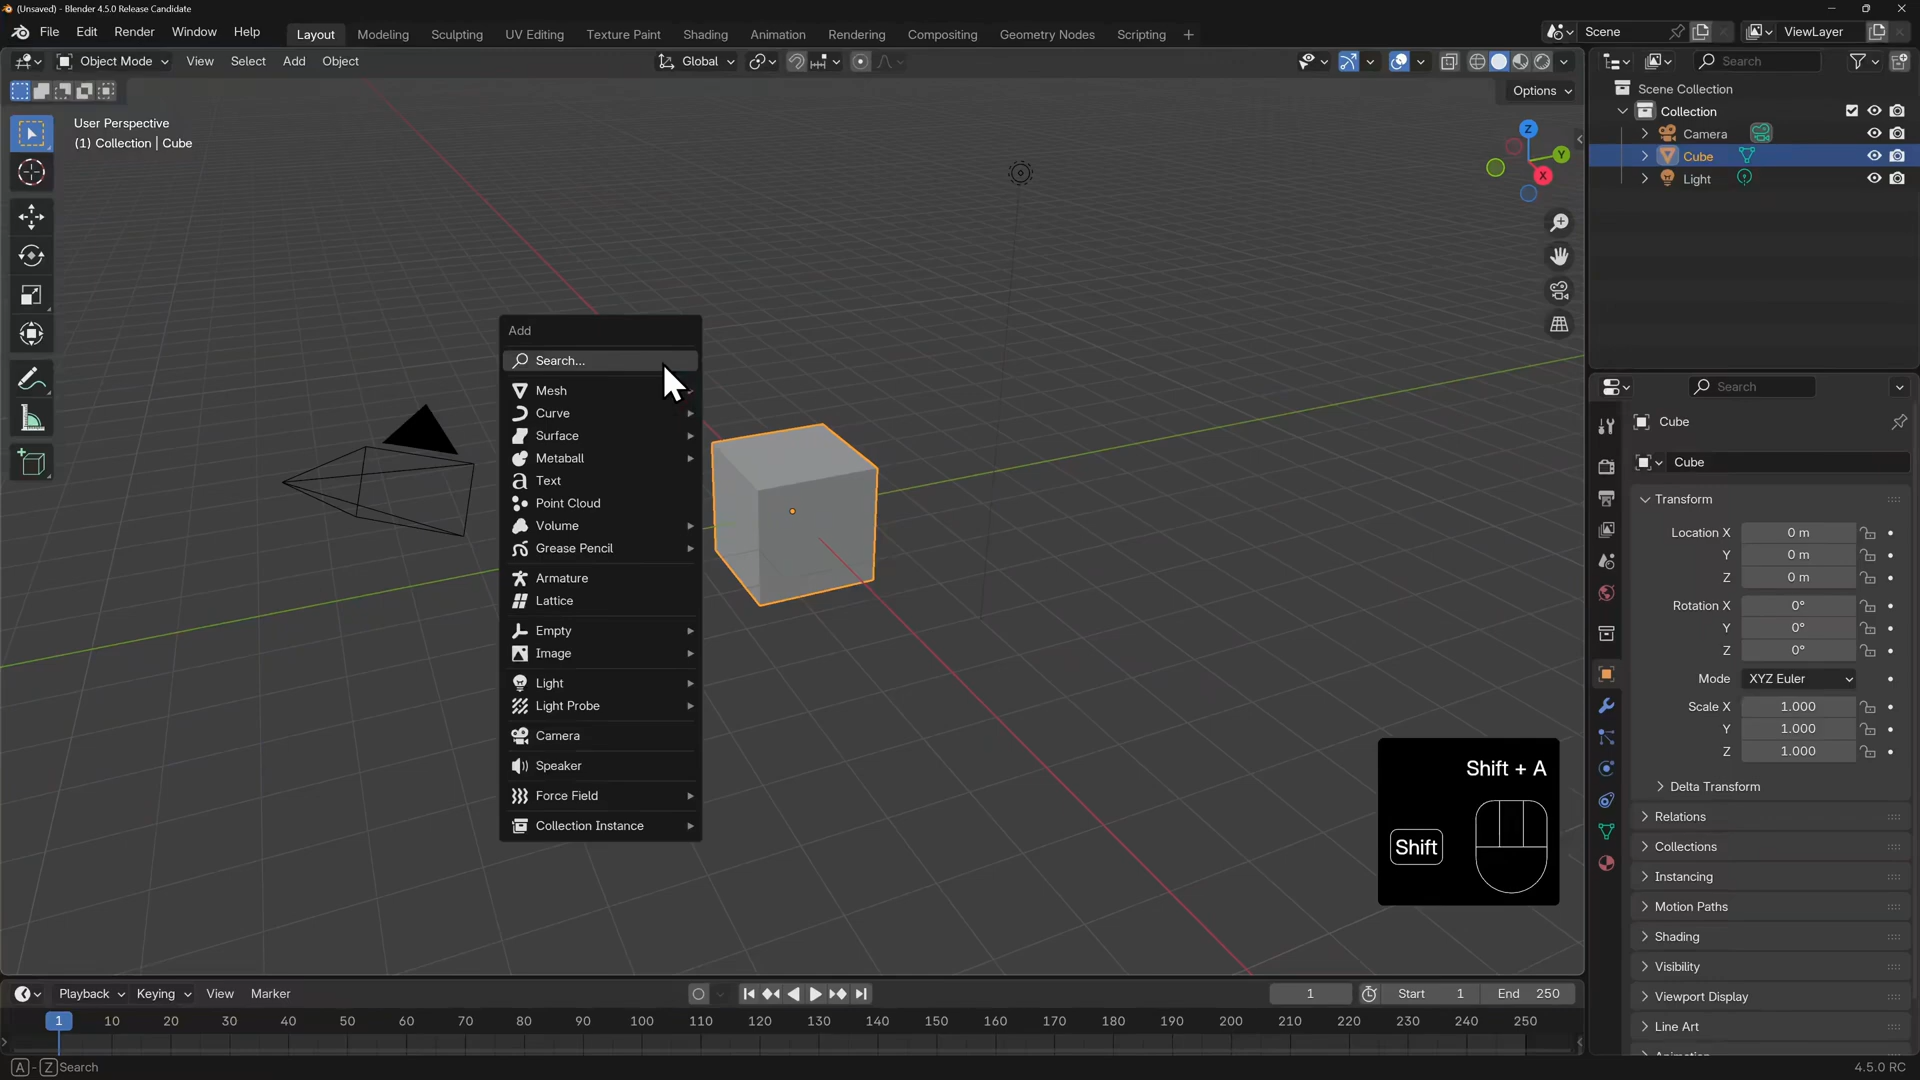 (Unsaved) - Blender 4.5.0 Release Candidate
File Edit Render Window Help
Layout Modeling Sculpting UV Editing Texture Paint Shading Animation Rendering Compositing Geometry Nodes Scripting +
Scene
ViewLayer
Object Mode View Select Add Object
Global
Search
Options
User Perspective
(1) Collection | Cube
Z
Y
X
Scene Collection
Collection
Camera
Cube
Light
Add
Search...
Mesh
Curve
Surface
Metaball
Text
Point Cloud
Volume
Grease Pencil
Armature
Lattice
Empty
Image
Light
Light Probe
Camera
Speaker
Force Field
Collection Instance
Shift + A
Shift
Search
Cube
Cube
Transform
Location X 0 m
Y 0 m
Z 0 m
Rotation X 0°
Y 0°
Z 0°
Mode XYZ Euler
Scale X 1.000
Y 1.000
Z 1.000
Delta Transform
Relations
Collections
Instancing
Motion Paths
Shading
Visibility
Viewport Display
Line Art
Animation
Playback Keying View Marker
1
Start 1
End 250
1 10 20 30 40 50 60 70 80 90 100 110 120 130 140 150 160 170 180 190 200 210 220 230 240 250
A - Z Search
4.5.0 RC